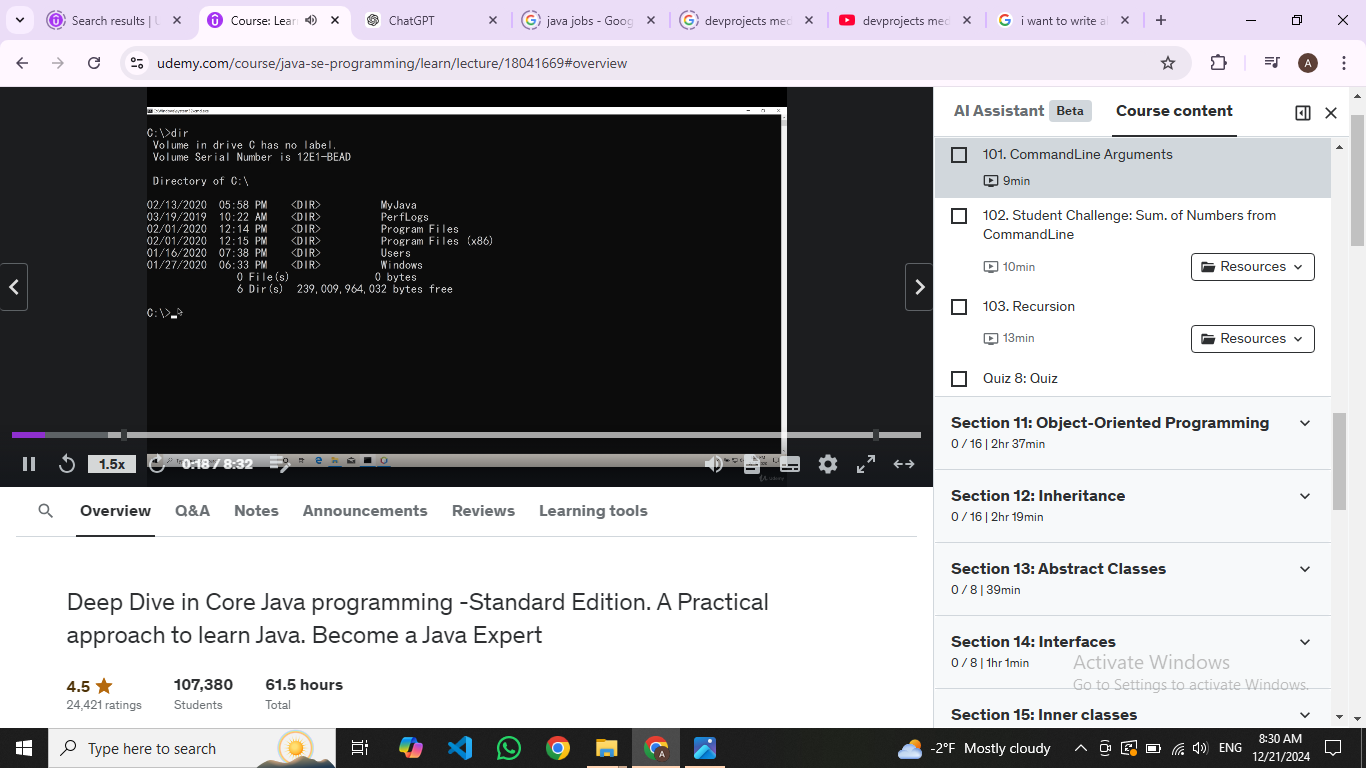 Search results | U
Course: Lear
ChatGPT
java jobs - Goog
devprojects med
devprojects med
i want to write a
udemy.com/course/java-se-programming/learn/lecture/18041669#overview
A
C:\>dir
Volume in drive C has no label.
Volume Serial Number is 12E1-BEAD
Directory of C:\
02/13/2020 05:58 PM <DIR> MyJava
03/19/2019 10:22 AM <DIR> PerfLogs
02/01/2020 12:14 PM <DIR> Program Files
02/01/2020 12:15 PM <DIR> Program Files (x86)
01/16/2020 07:38 PM <DIR> Users
01/27/2020 06:33 PM <DIR> Windows
0 File(s) 0 bytes
6 Dir(s) 239,009,964,032 bytes free
C:\>
1.5x 0:18 / 8:32
AI Assistant Beta Course content
101. CommandLine Arguments
9min
102. Student Challenge: Sum. of Numbers from
CommandLine
10min Resources
103. Recursion
13min Resources
Quiz 8: Quiz
Section 11: Object-Oriented Programming
0 / 16 | 2hr 37min
Section 12: Inheritance
0 / 16 | 2hr 19min
Section 13: Abstract Classes
0 / 8 | 39min
Section 14: Interfaces
0 / 8 | 1hr 1min
Section 15: Inner classes
Activate Windows
Go to Settings to activate Windows.
Overview Q&A Notes Announcements Reviews Learning tools
Deep Dive in Core Java programming -Standard Edition. A Practical
approach to learn Java. Become a Java Expert
4.5 107,380 61.5 hours
24,421 ratings Students Total
Type here to search
-2°F Mostly cloudy
ENG
8:30 AM
12/21/2024